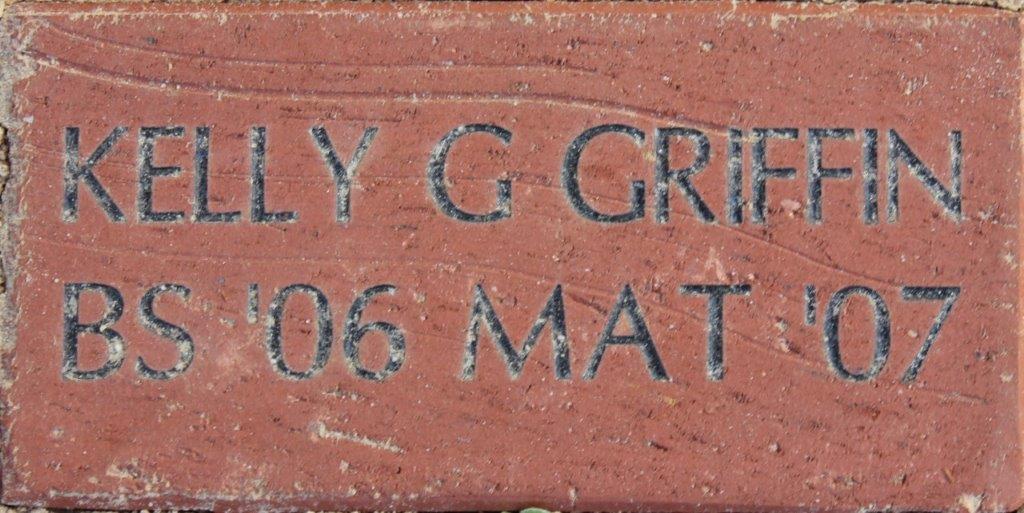 KELLY G GRIFFIN
BS '06 MAT '07